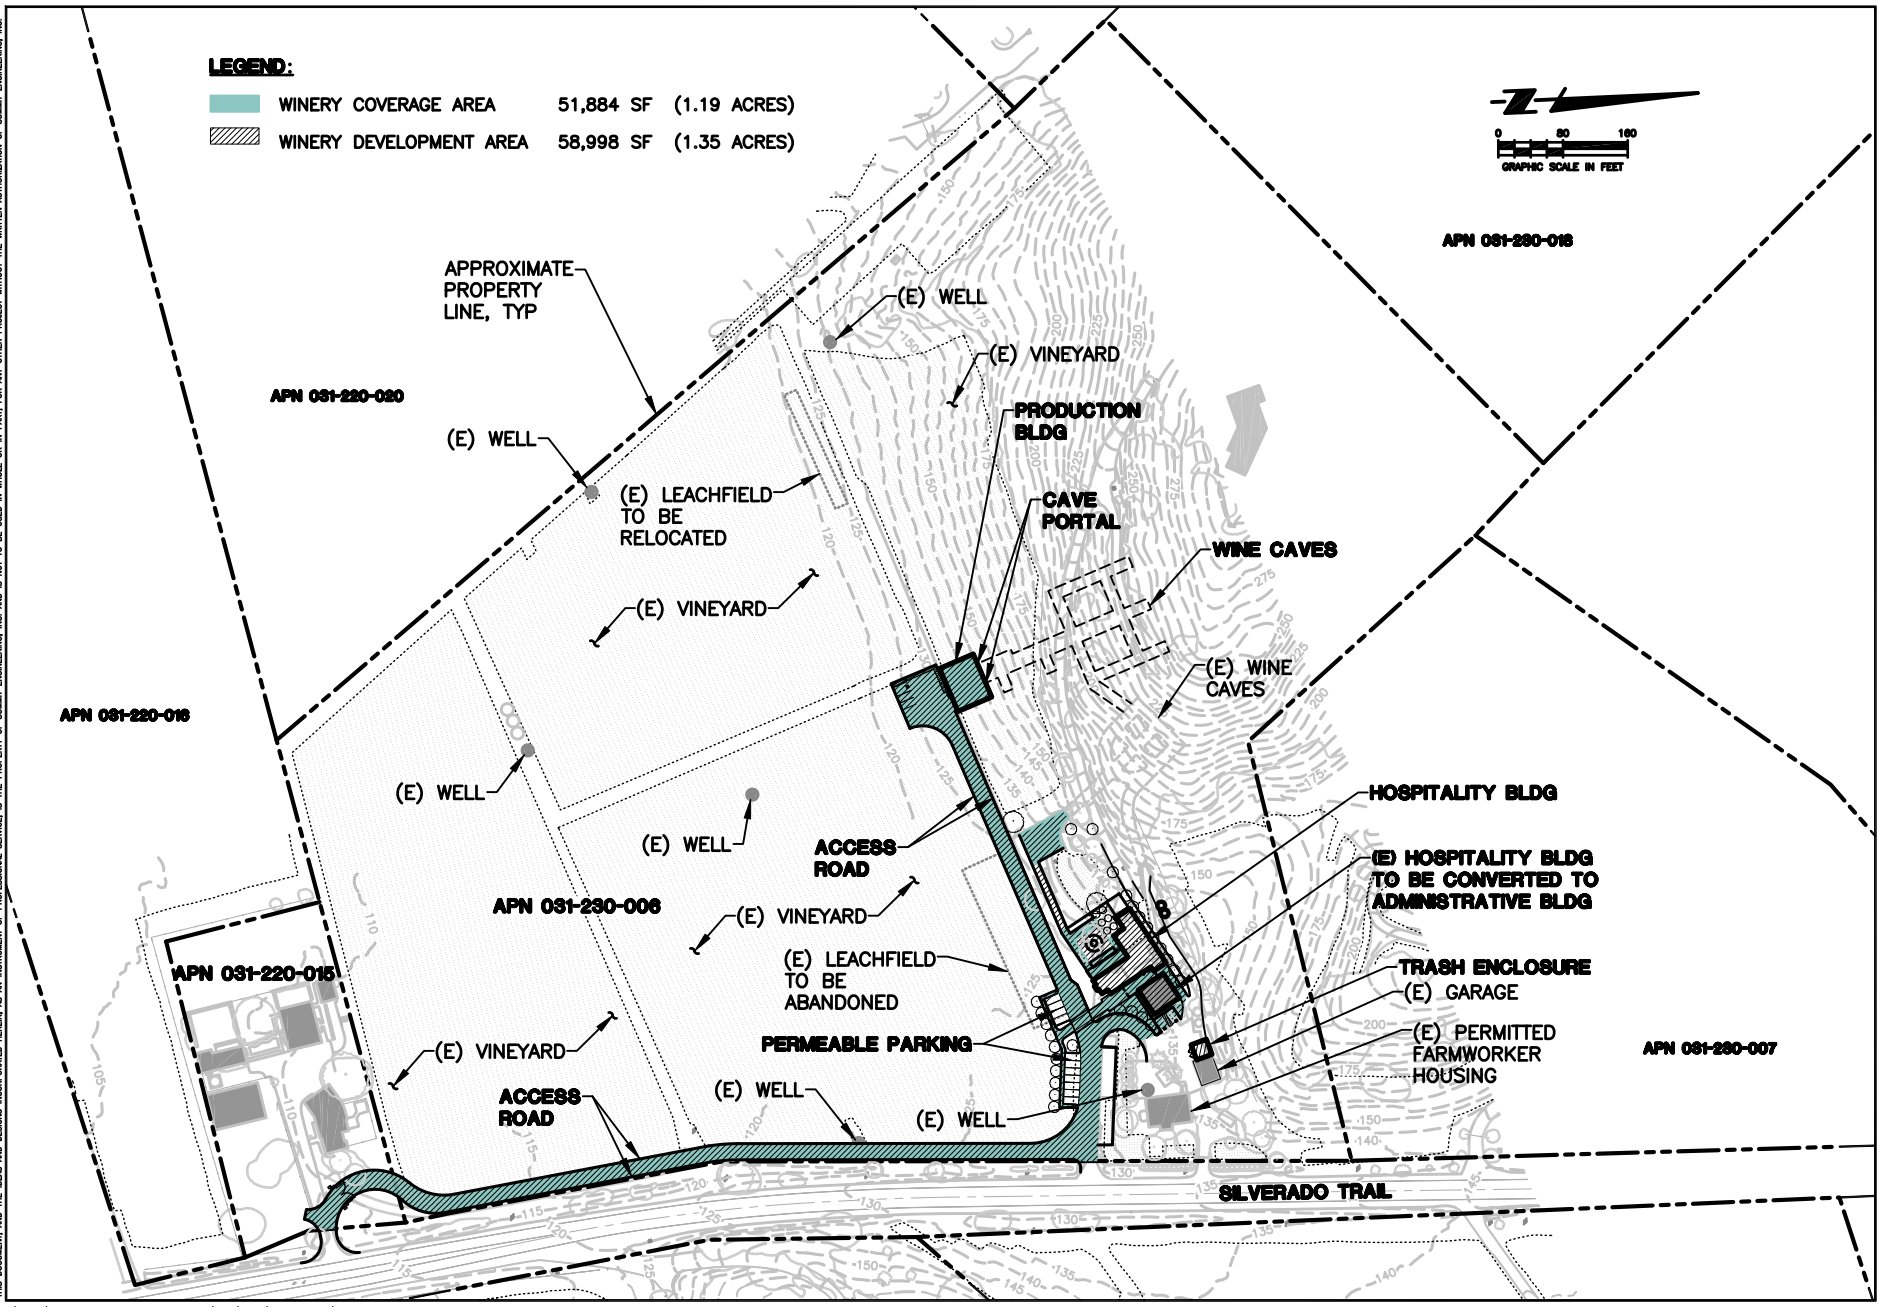 LEGEND:
WINERY COVERAGE AREA 51,884 SF (1.19 ACRES)
WINERY DEVELOPMENT AREA 58,998 SF (1.35 ACRES)
Z
0 80 160
GRAPHIC SCALE IN FEET
APN 031-230-018
APPROXIMATE
PROPERTY
LINE, TYP
(E) WELL
(E) VINEYARD
APN 031-220-020
PRODUCTION
BLDG
(E) WELL
(E) LEACHFIELD
TO BE
RELOCATED
CAVE
PORTAL
WINE CAVES
(E) VINEYARD
(E) WINE
CAVES
APN 031-220-016
(E) WELL
HOSPITALITY BLDG
(E) WELL
ACCESS
ROAD
(E) HOSPITALITY BLDG
TO BE CONVERTED TO
ADMINISTRATIVE BLDG
APN 031-230-006
(E) VINEYARD
(E) LEACHFIELD
TO BE
ABANDONED
APN 031-220-015
TRASH ENCLOSURE
(E) GARAGE
(E) PERMITTED
FARMWORKER
HOUSING
PERMEABLE PARKING
APN 031-230-007
(E) VINEYARD
(E) WELL
ACCESS
ROAD
(E) WELL
SILVERADO TRAIL